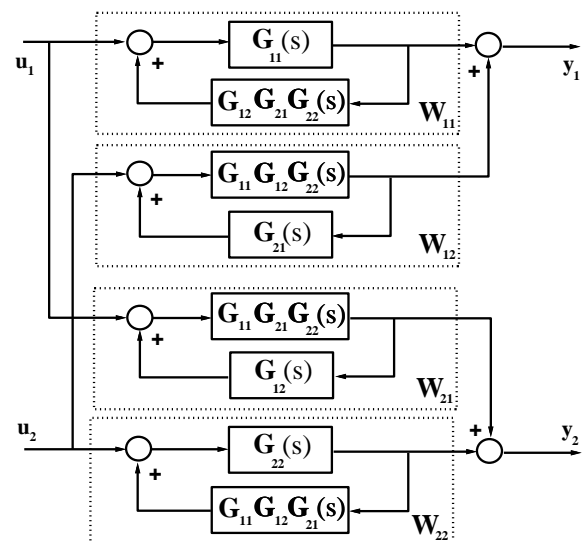 G₁₁(s)
u₁
+
y₁
+
G₁₂G₂₁G₂₂(s)
W₁₁
G₁₁G₁₂G₂₂(s)
+
G₂₁(s)
W₁₂
G₁₁G₂₁G₂₂(s)
+
G₁₂(s)
W₂₁
u₂
G₂₂(s)
+
y₂
+
G₁₁G₁₂G₂₁(s)
W₂₂